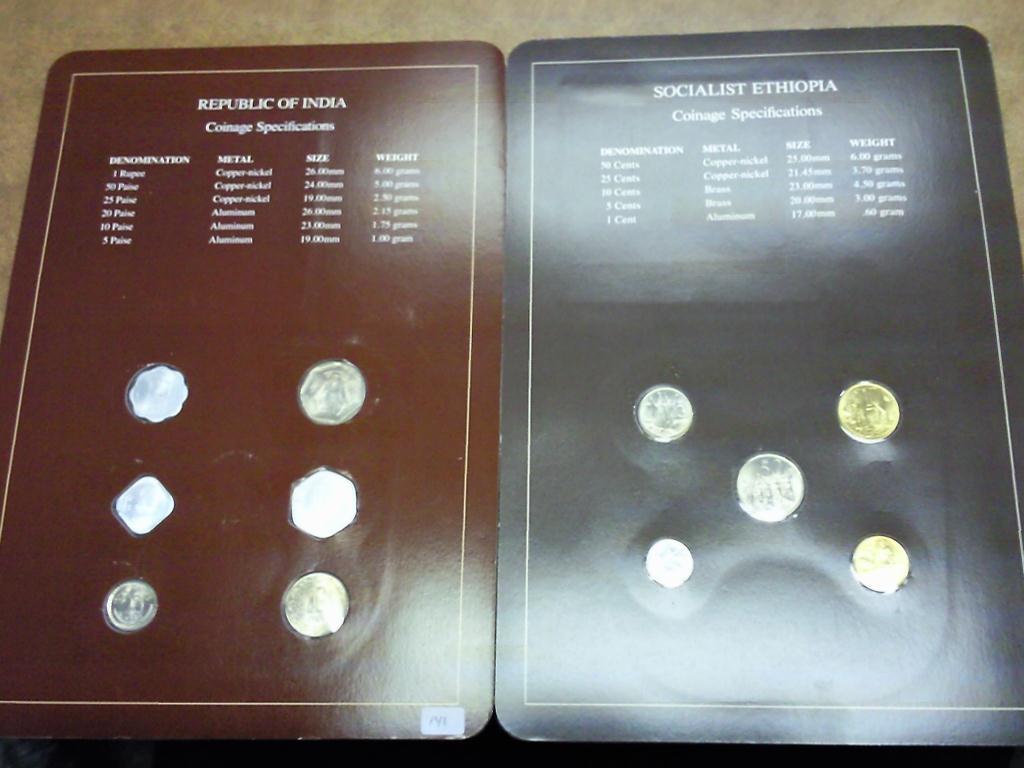 REPUBLIC OF INDIA
Coinage Specifications
DENOMINATION METAL SIZE WEIGHT
1 Rupee Copper-nickel 26.00mm 6.00 grams
50 Paise Copper-nickel 24.00mm 5.00 grams
25 Paise Copper-nickel 19.00mm 2.50 grams
20 Paise Aluminum 26.00mm 2.15 grams
10 Paise Aluminum 23.00mm 1.75 grams
5 Paise Aluminum 19.00mm 1.00 gram
SOCIALIST ETHIOPIA
Coinage Specifications
DENOMINATION METAL SIZE WEIGHT
50 Cents Copper-nickel 25.00mm 6.00 grams
25 Cents Copper-nickel 21.45mm 3.70 grams
10 Cents Brass 23.00mm 4.50 grams
5 Cents Brass 20.00mm 3.00 grams
1 Cent Aluminum 17.00mm .60 gram